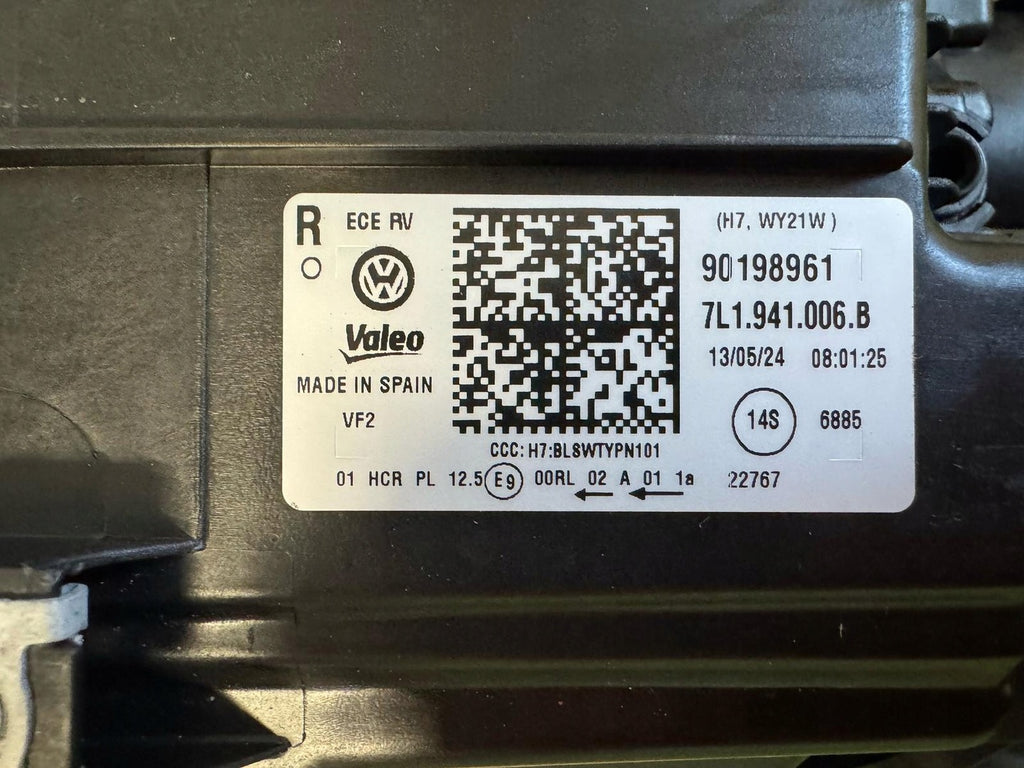 R
ECE RV
(H7, WY21W )
90198961
7L1.941.006.B
Valeo
13/05/24 08:01:25
MADE IN SPAIN
VF2
14S 6885
CCC: H7:BLSWTYPN101
01 HCR PL 12.5 E9 00RL 02 A 01 1a 22767